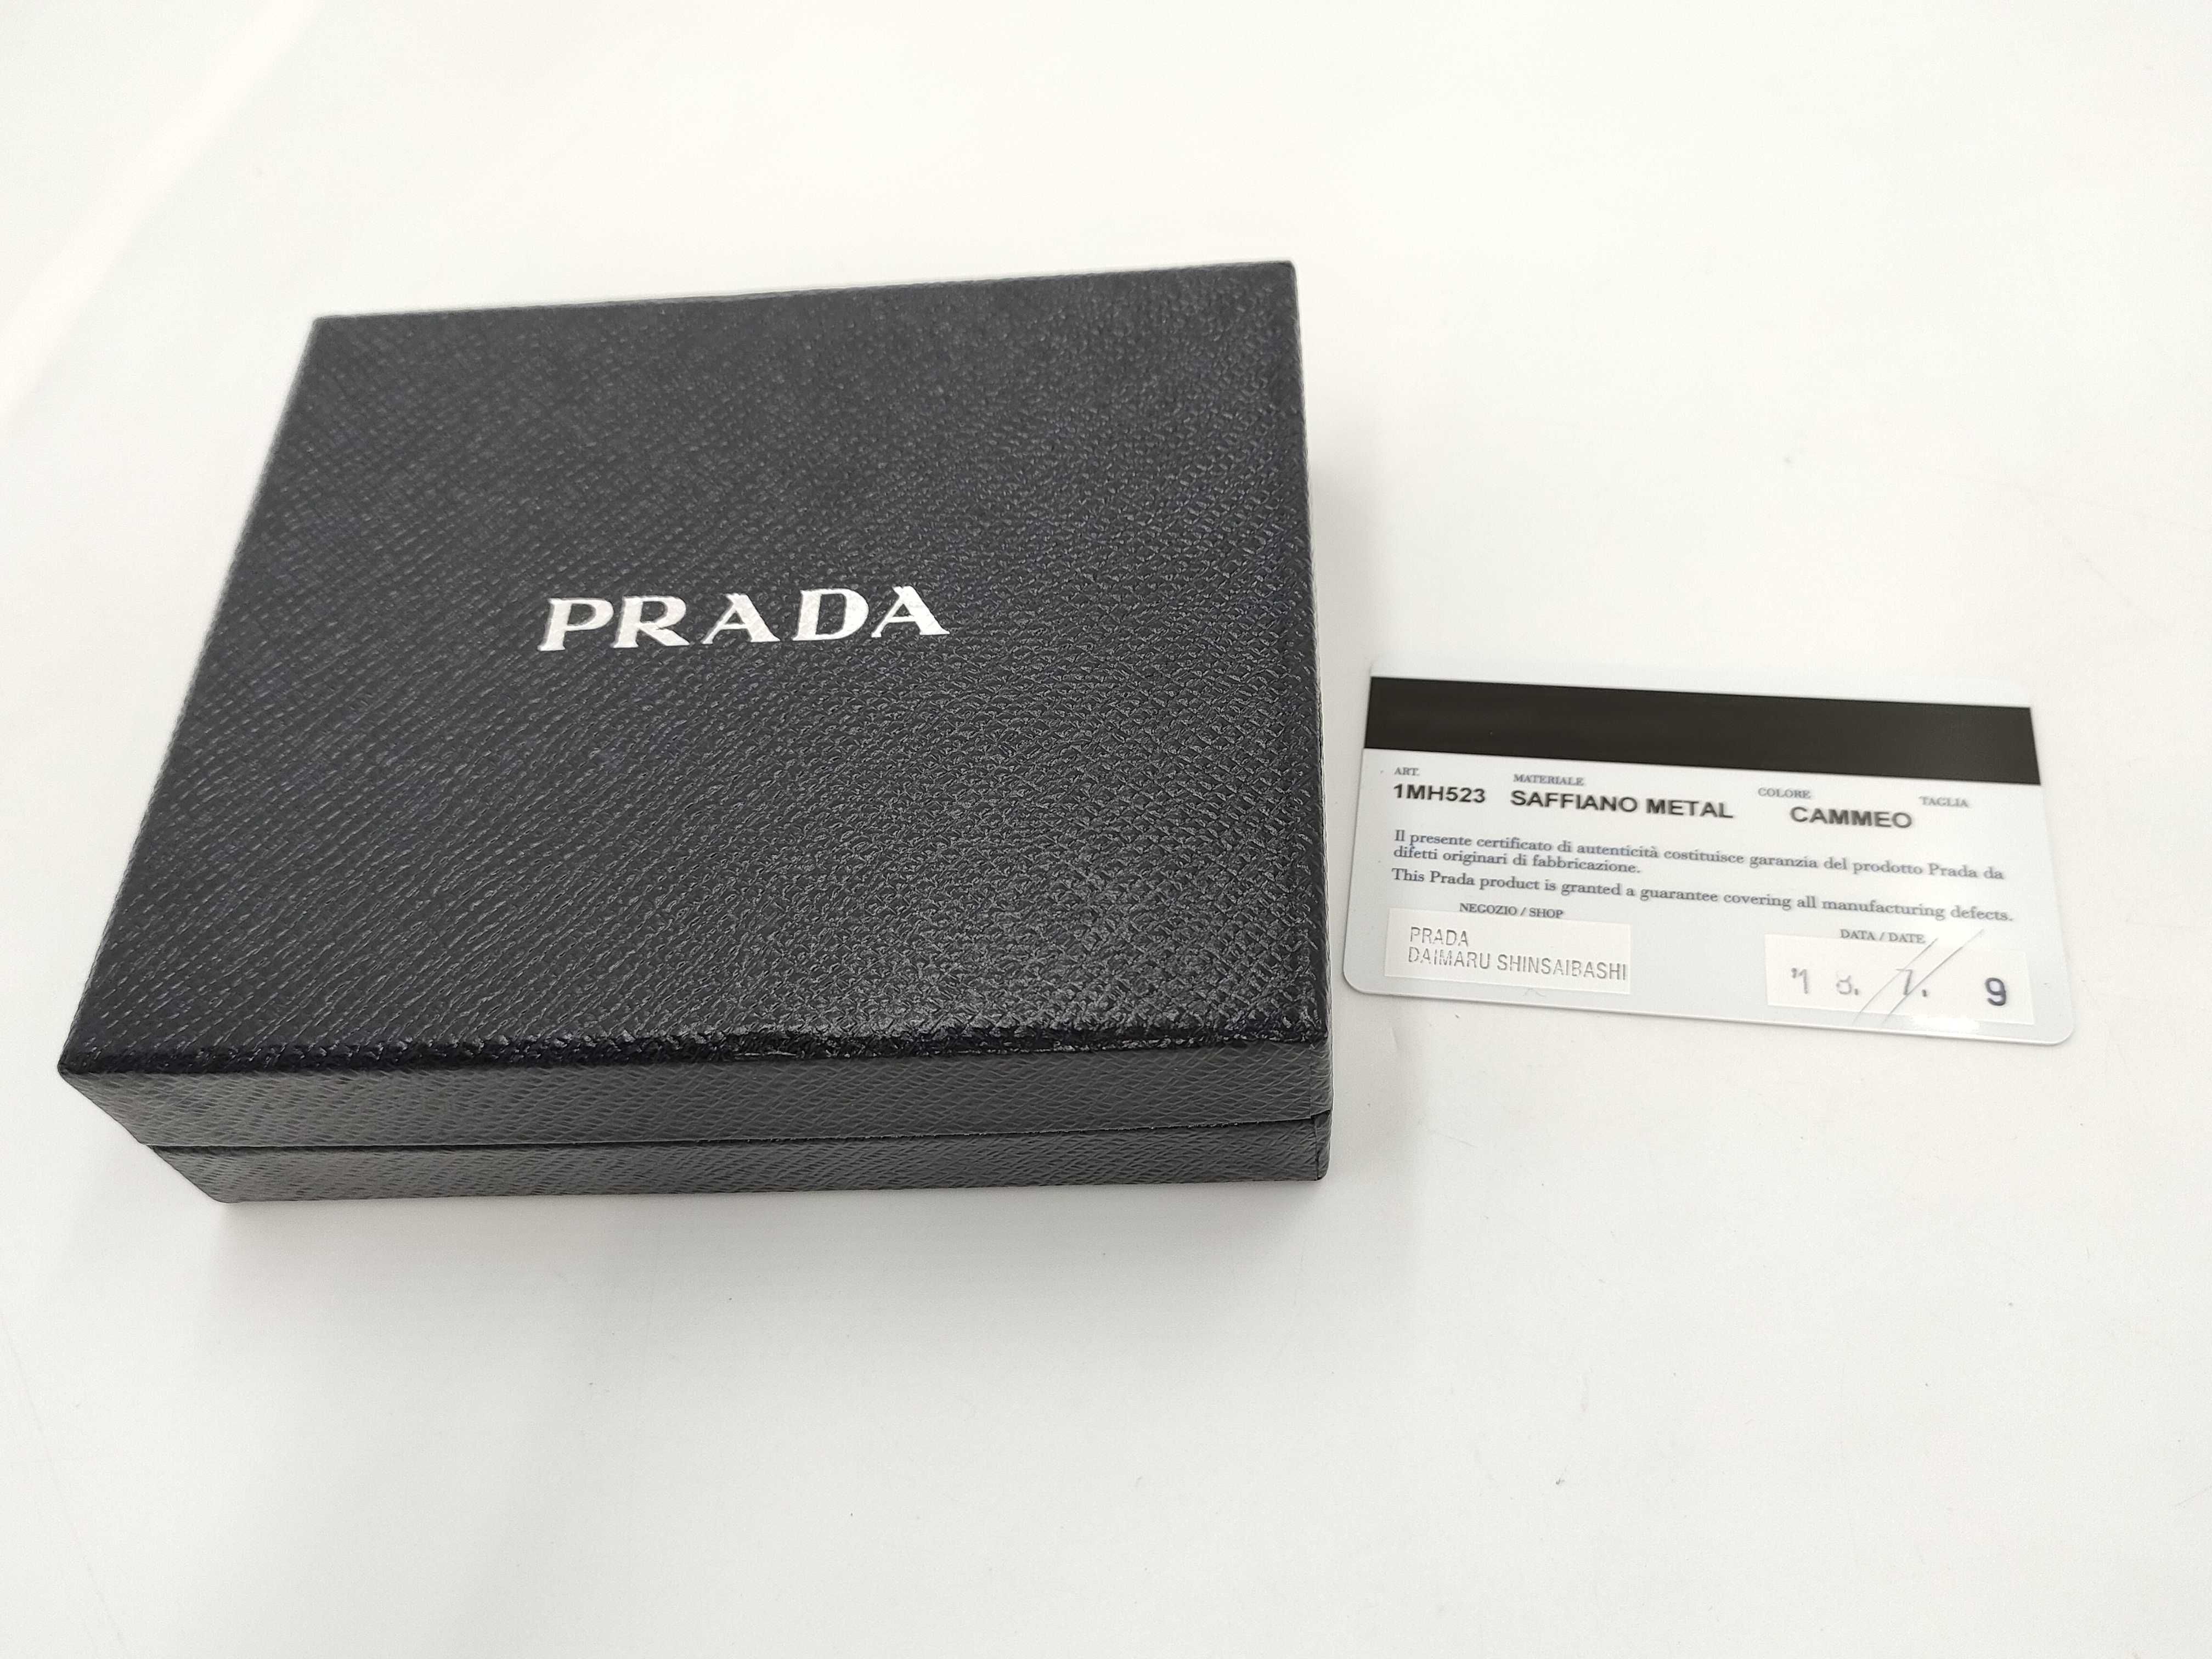 PRADA
ART. MATERIALE COLORE TAGLIA
1MH523 SAFFIANO METAL CAMMEO
Il presente certificato di autenticità costituisce garanzia del prodotto Prada da
difetti originari di fabbricazione.
This Prada product is granted a guarantee covering all manufacturing defects.
NEGOZIO / SHOP DATA / DATE
PRADA
DAIMARU SHINSAIBASHI
'18. 7. 9